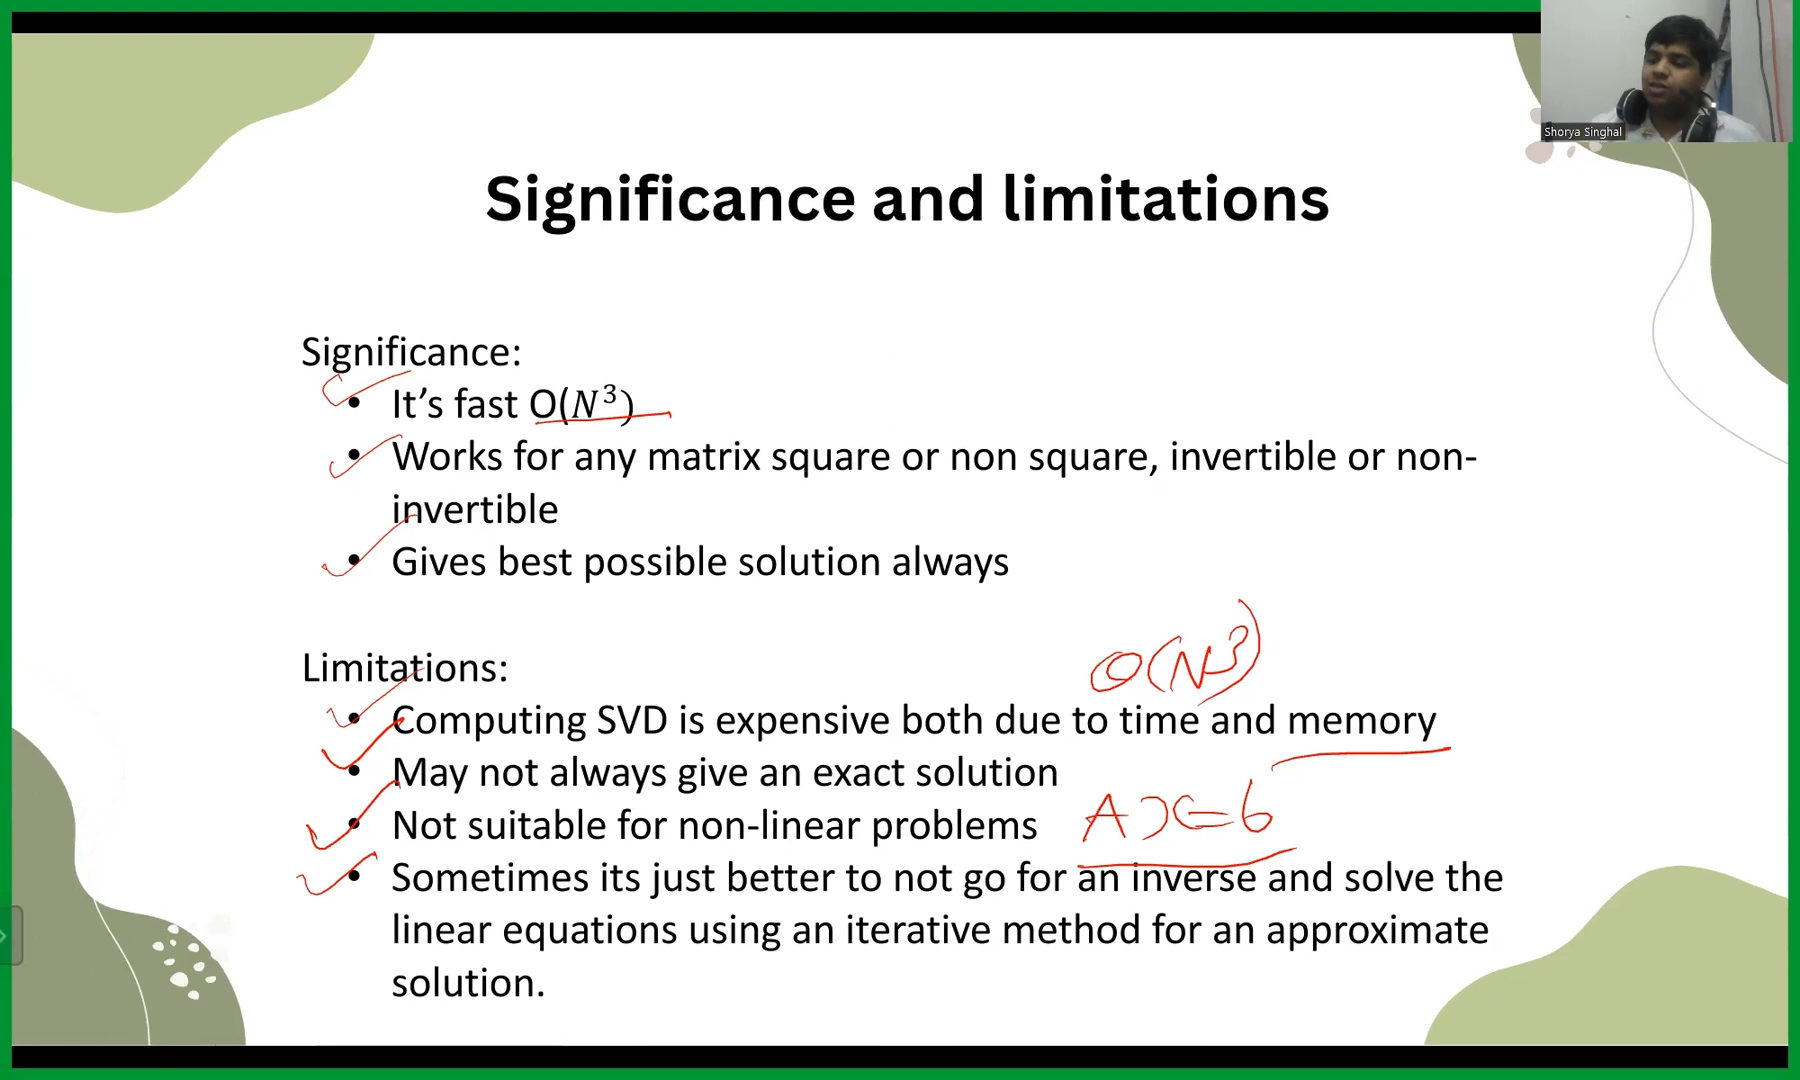 Shorya Singhal
Significance and limitations
Significance:
• It’s fast O(N³)
• Works for any matrix square or non square, invertible or non-
invertible
• Gives best possible solution always
O(N³)
Limitations:
• Computing SVD is expensive both due to time and memory
• May not always give an exact solution
• Not suitable for non-linear problems
Ax=b
• Sometimes its just better to not go for an inverse and solve the
linear equations using an iterative method for an approximate
solution.